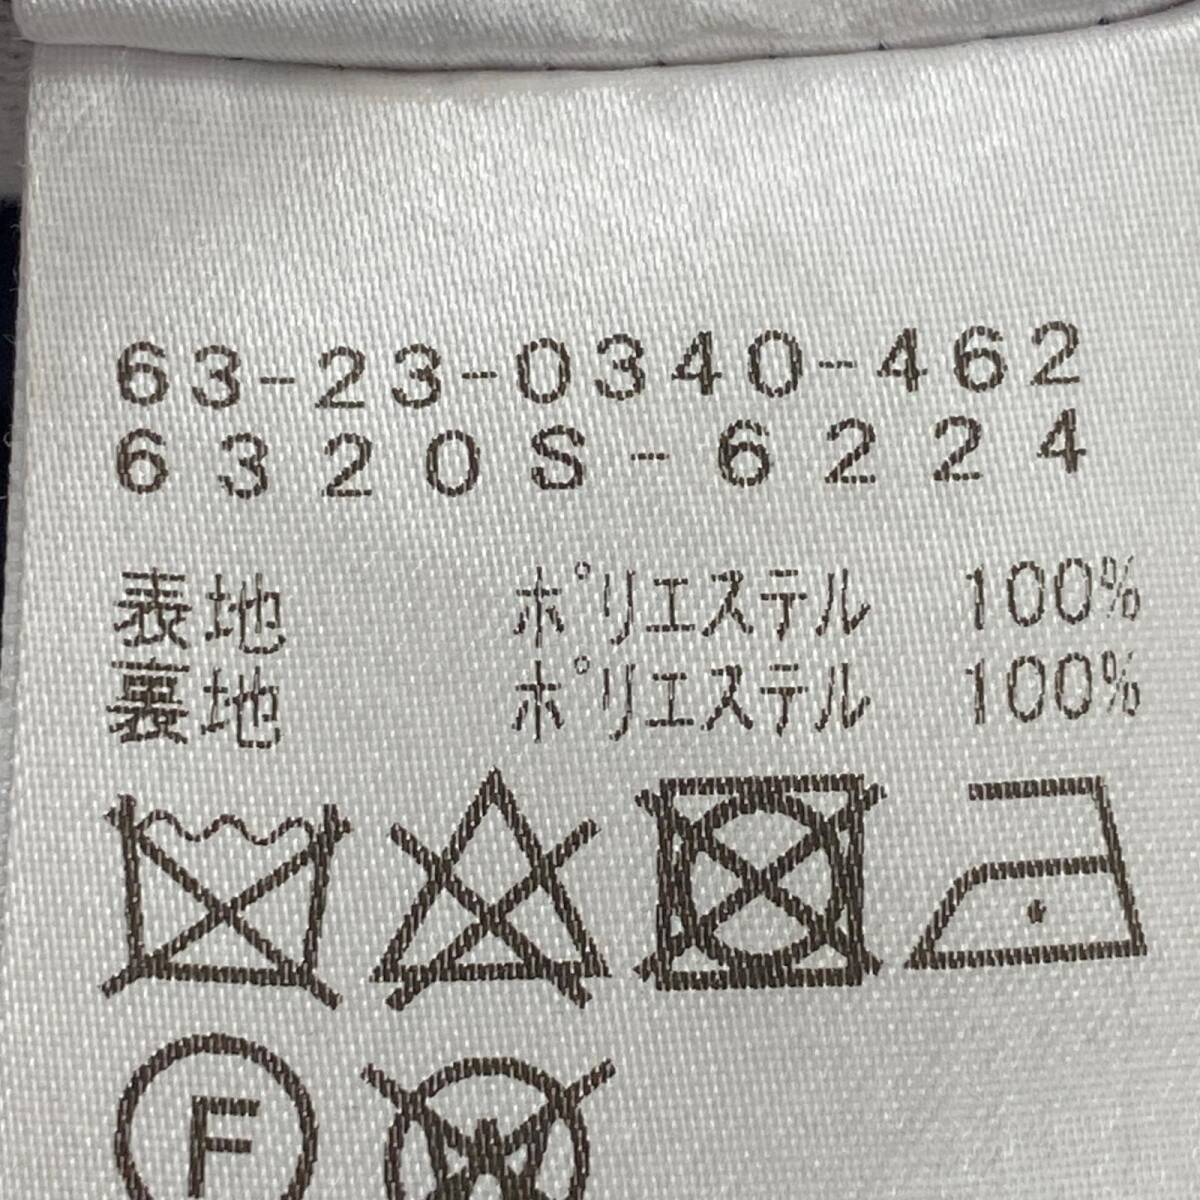 63-23-0340-462
6320S-6224
表地 ポリエステル 100%
裏地 ポリエステル 100%
F
W